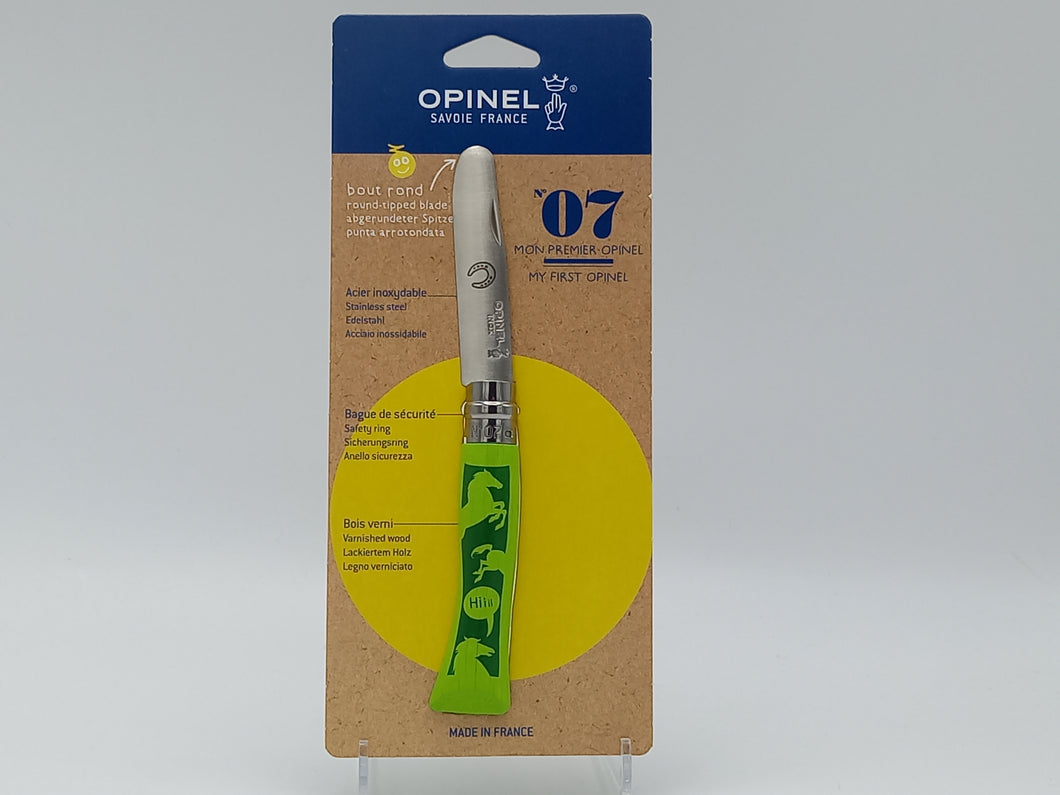 OPINEL®
SAVOIE FRANCE
bout rond
round-tipped blade
abgerundeter Spitze
punta arrotondata
N°07
MON PREMIER OPINEL
MY FIRST OPINEL
Acier inoxydable
Stainless steel
Edelstahl
Acciaio inossidabile
OPINEL
INOX
Bague de sécurité
Safety ring
Sicherungsring
Anello sicurezza
Bois verni
Varnished wood
Lackiertem Holz
Legno verniciato
Hiiii
MADE IN FRANCE